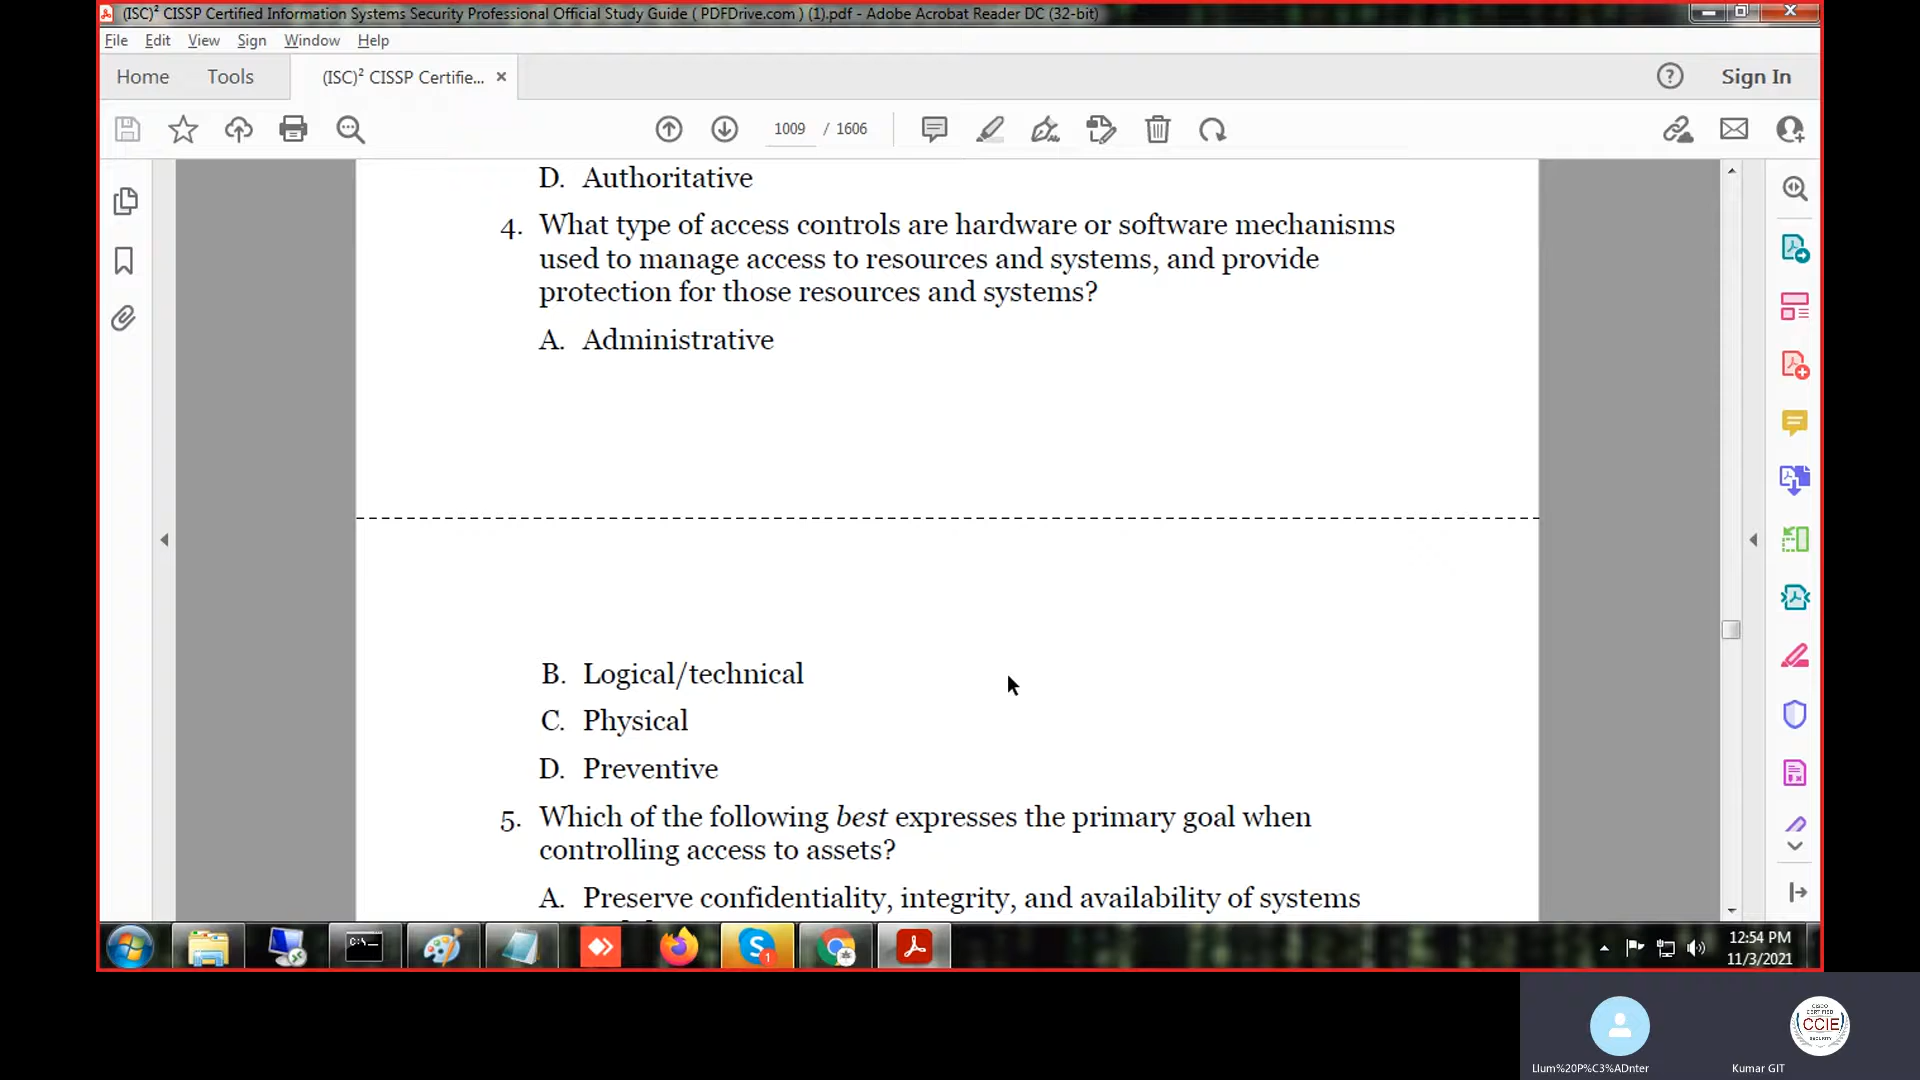 (ISC)² CISSP Certified Information Systems Security Professional Official Study Guide ( PDFDrive.com ) (1).pdf - Adobe Acrobat Reader DC (32-bit)
File Edit View Sign Window Help
Home Tools (ISC)² CISSP Certifie... × Sign In
1009 / 1606
D. Authoritative
4. What type of access controls are hardware or software mechanisms
used to manage access to resources and systems, and provide
protection for those resources and systems?
A. Administrative
B. Logical/technical
C. Physical
D. Preventive
5. Which of the following best expresses the primary goal when
controlling access to assets?
A. Preserve confidentiality, integrity, and availability of systems
C:\
S 1
12:54 PM
11/3/2021
CISCO
CERTIFIED
CCIE
SECURITY
Llum%20P%C3%ADnter Kumar GIT